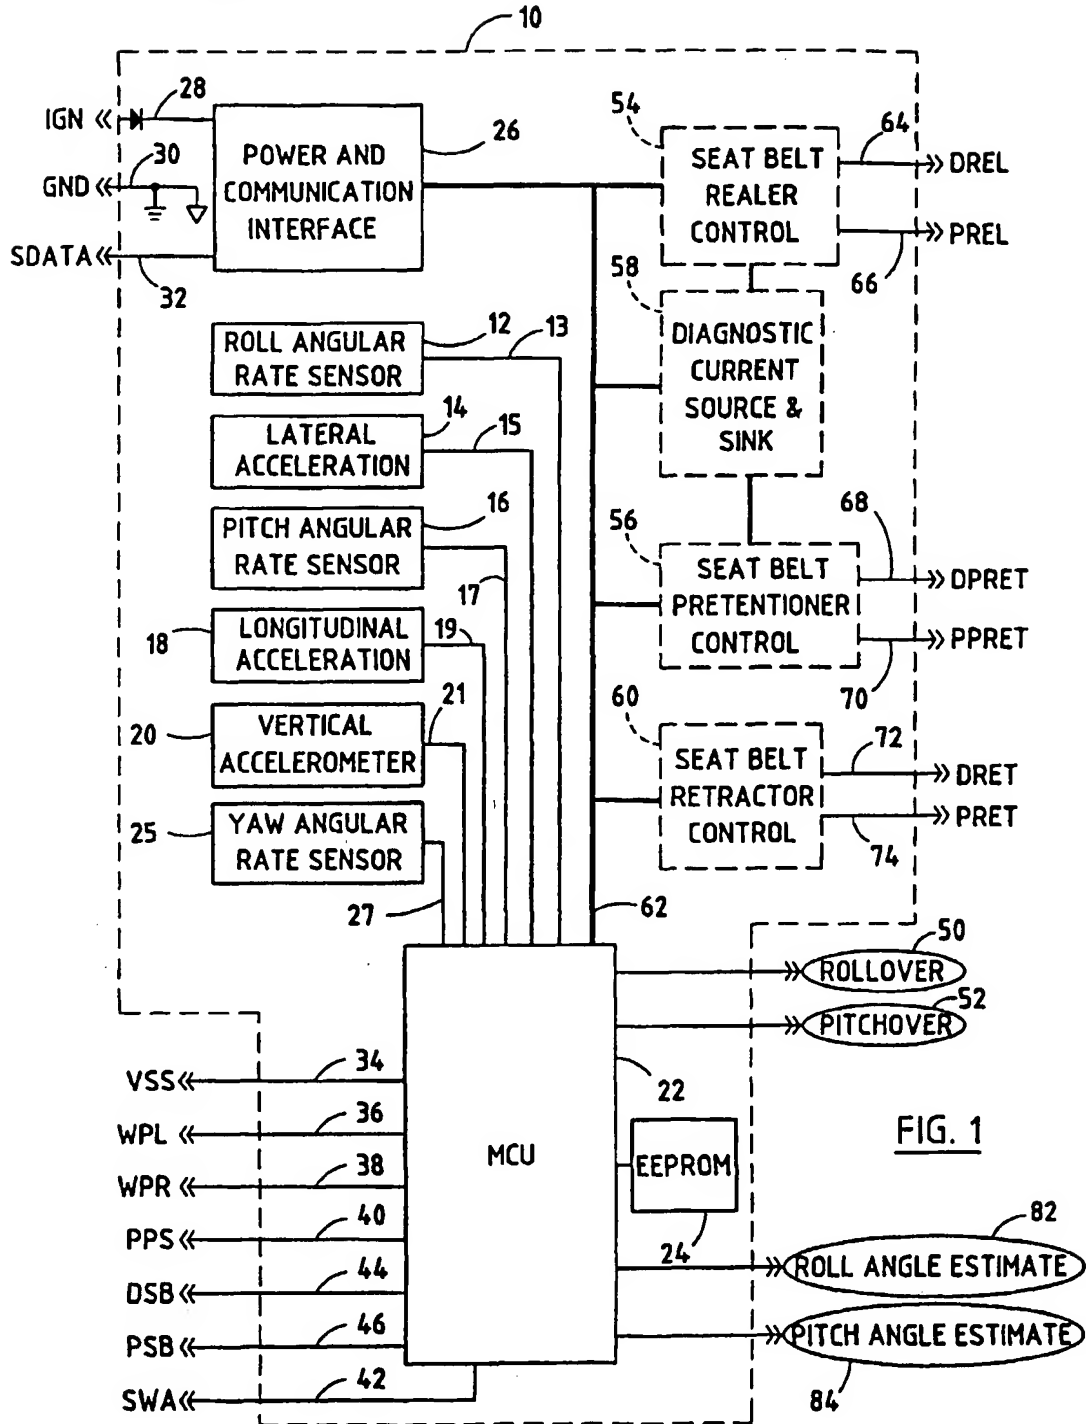 10
IGN
28
GND
30
SDATA
32
POWER AND
COMMUNICATION
INTERFACE
26
54
SEAT BELT
REALER
CONTROL
64
DREL
PREL
66
58
DIAGNOSTIC
CURRENT
SOURCE &
SINK
ROLL ANGULAR
RATE SENSOR
12
13
LATERAL
ACCELERATION
14
15
PITCH ANGULAR
RATE SENSOR
16
17
18
LONGITUDINAL
ACCELERATION
19
20
VERTICAL
ACCELEROMETER
21
25
YAW ANGULAR
RATE SENSOR
27
56
SEAT BELT
PRETENTIONER
CONTROL
68
DPRET
PPRET
70
60
SEAT BELT
RETRACTOR
CONTROL
72
DRET
PRET
74
62
50
ROLLOVER
52
PITCHOVER
22
MCU
EEPROM
24
FIG. 1
VSS
34
WPL
36
WPR
38
PPS
40
DSB
44
PSB
46
SWA
42
82
ROLL ANGLE ESTIMATE
PITCH ANGLE ESTIMATE
84